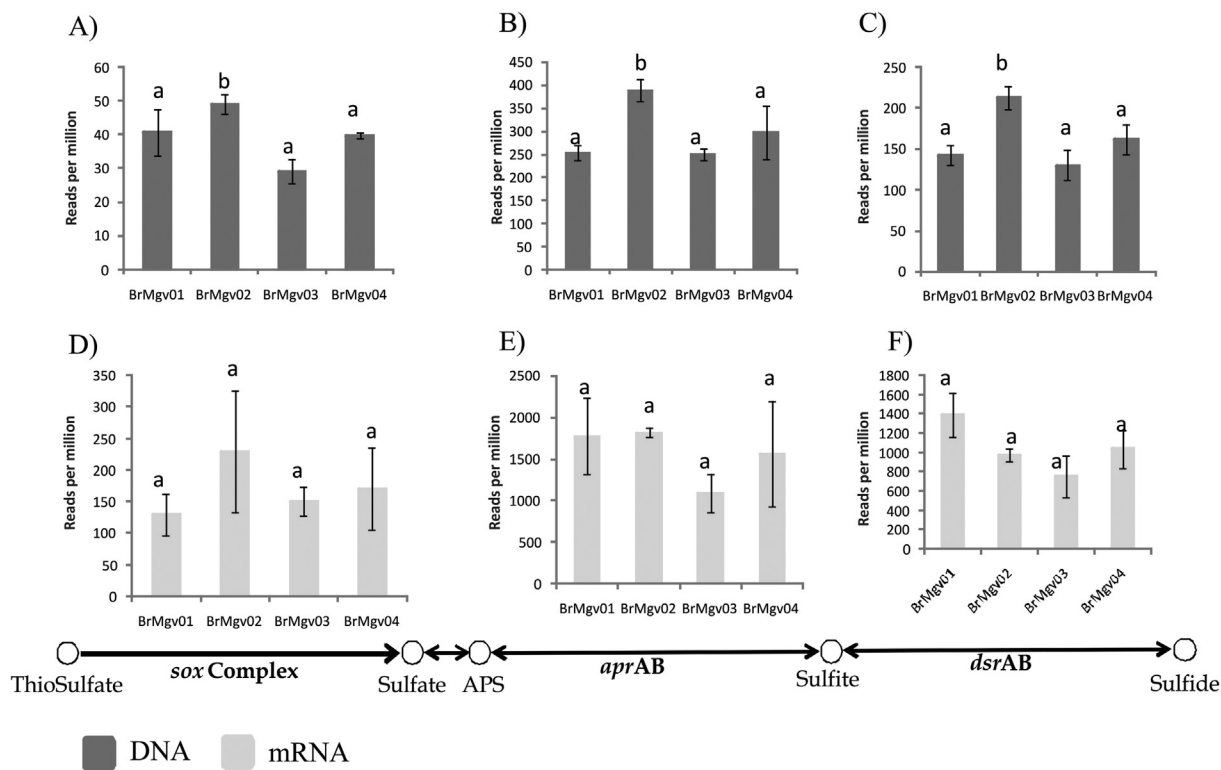 A)
Reads per million
60
50
40
30
20
10
0
a
b
a
a
BrMgv01 BrMgv02 BrMgv03 BrMgv04
B)
Reads per million
450
400
350
300
250
200
150
100
50
0
a
b
a
a
BrMgv01 BrMgv02 BrMgv03 BrMgv04
C)
Reads per million
250
200
150
100
50
0
a
b
a
a
BrMgv01 BrMgv02 BrMgv03 BrMgv04
D)
Reads per million
350
300
250
200
150
100
50
0
a
a
a
a
BrMgv01 BrMgv02 BrMgv03 BrMgv04
E)
Reads per million
2500
2000
1500
1000
500
0
a
a
a
a
BrMgv01 BrMgv02 BrMgv03 BrMgv04
F)
Reads per million
1800
1600
1400
1200
1000
800
600
400
200
0
a
a
a
a
BrMgv01 BrMgv02 BrMgv03 BrMgv04
sox Complex aprAB dsrAB
ThioSulfate Sulfate APS Sulfite Sulfide
DNA mRNA